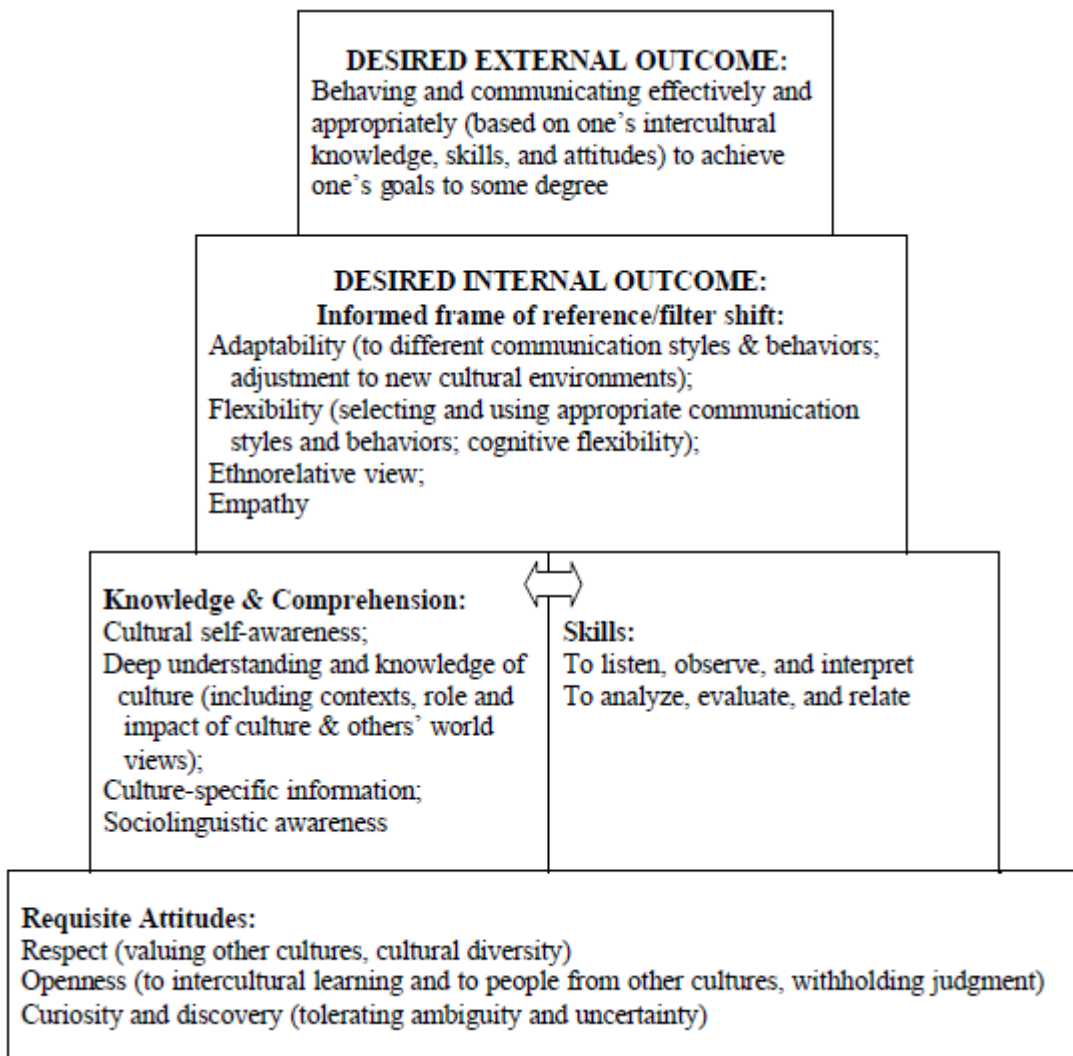 DESIRED EXTERNAL OUTCOME:
Behaving and communicating effectively and
appropriately (based on one’s intercultural
knowledge, skills, and attitudes) to achieve
one’s goals to some degree
DESIRED INTERNAL OUTCOME:
Informed frame of reference/filter shift:
Adaptability (to different communication styles & behaviors;
adjustment to new cultural environments);
Flexibility (selecting and using appropriate communication
styles and behaviors; cognitive flexibility);
Ethnorelative view;
Empathy
Knowledge & Comprehension:
Cultural self-awareness;
Deep understanding and knowledge of
culture (including contexts, role and
impact of culture & others’ world
views);
Culture-specific information;
Sociolinguistic awareness
Skills:
To listen, observe, and interpret
To analyze, evaluate, and relate
Requisite Attitudes:
Respect (valuing other cultures, cultural diversity)
Openness (to intercultural learning and to people from other cultures, withholding judgment)
Curiosity and discovery (tolerating ambiguity and uncertainty)